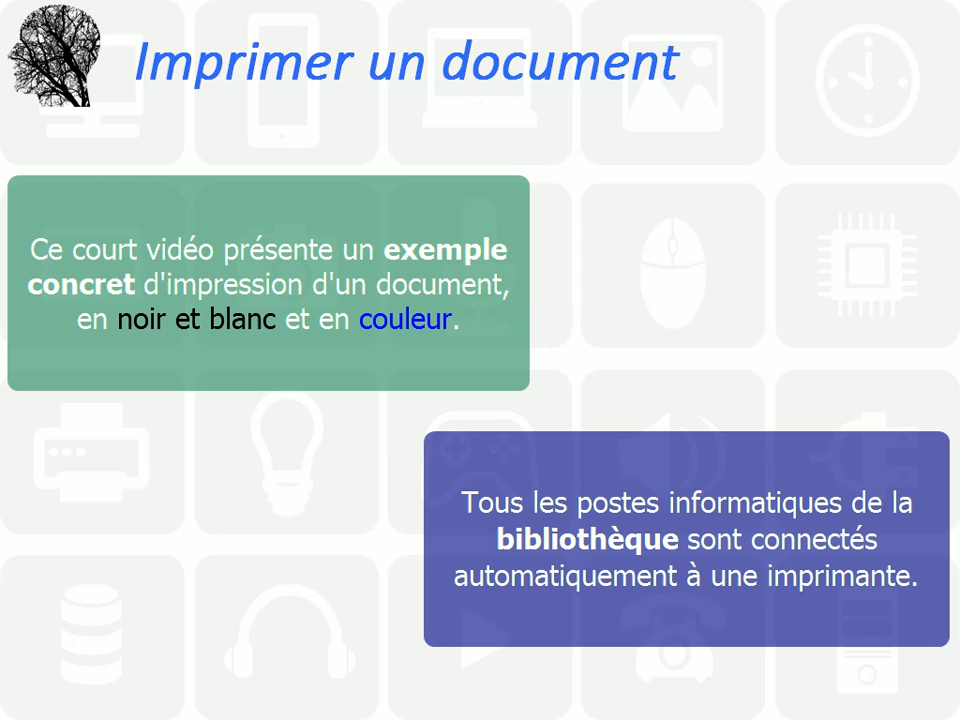 Imprimer un document
Ce court vidéo présente un exemple
concret d'impression d'un document,
en noir et blanc et en couleur.
Tous les postes informatiques de la
bibliothèque sont connectés
automatiquement à une imprimante.